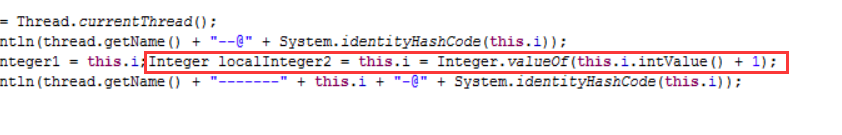 = Thread.currentThread();
ntln(thread.getName() + "--@" + System.identityHashCode(this.i));
nteger1 = this.i;Integer localInteger2 = this.i = Integer.valueOf(this.i.intValue() + 1);
ntln(thread.getName() + "-------" + this.i + "-@" + System.identityHashCode(this.i));